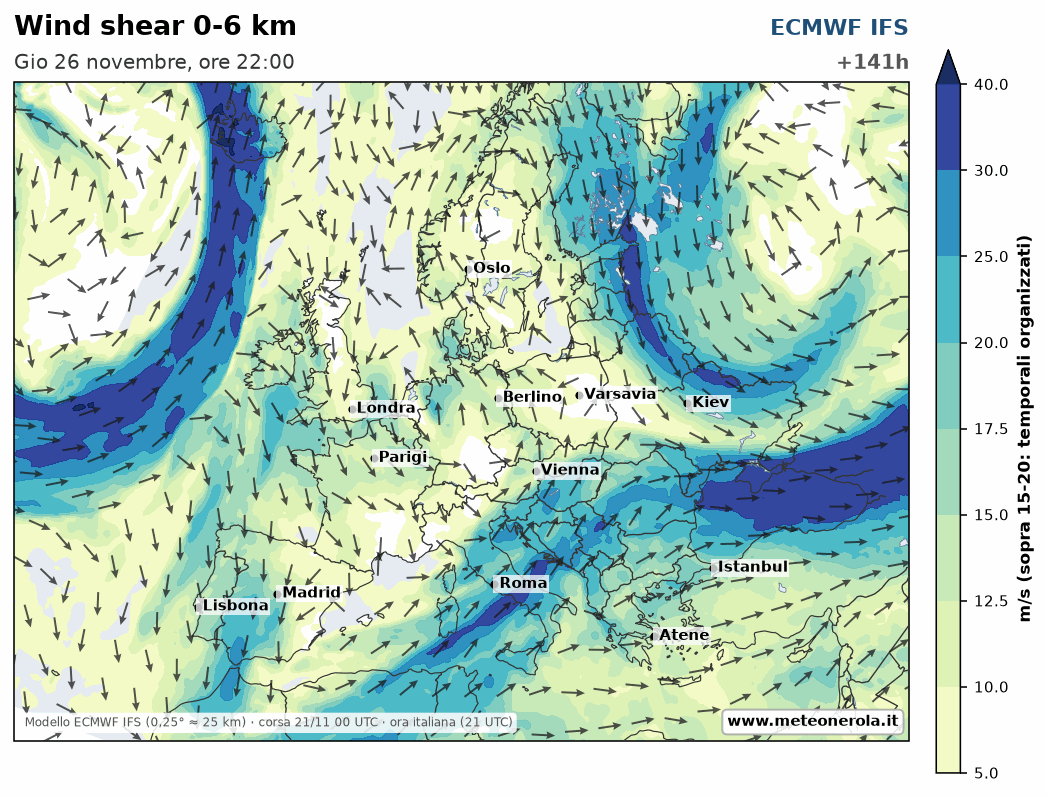 Wind shear 0-6 km
ECMWF IFS
Gio 26 novembre, ore 22:00
+141h
40.0
30.0
25.0
20.0
17.5
15.0
12.5
10.0
5.0
m/s (sopra 15-20: temporali organizzati)
Oslo
Londra
Berlino
Varsavia
Kiev
Parigi
Vienna
Istanbul
Roma
Madrid
Lisbona
Atene
Modello ECMWF IFS (0,25° ≈ 25 km) · corsa 21/11 00 UTC · ora italiana (21 UTC)
www.meteonerola.it